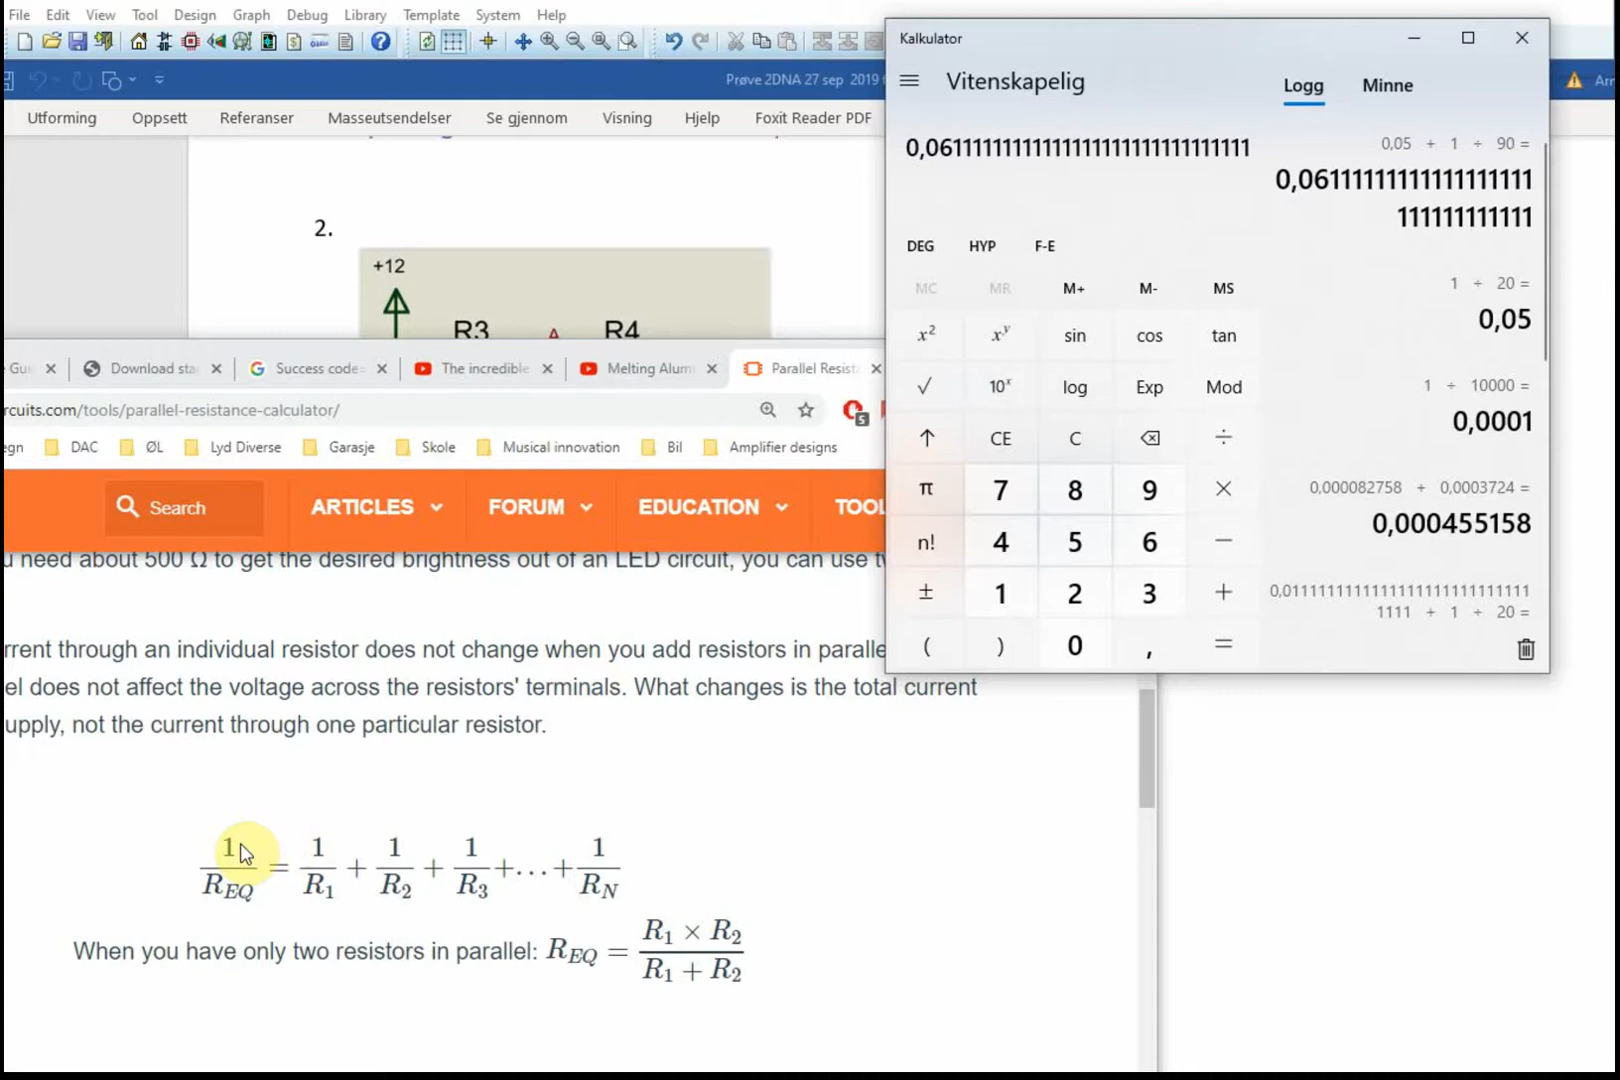 File Edit View Tool Design Graph Debug Library Template System Help
Prøve 2DNA 27 sep 2019
Utforming Oppsett Referanser Masseutsendelser Se gjennom Visning Hjelp Foxit Reader PDF
2.
+12
R3 R4
Download sta Success code= The incredible Melting Alum Parallel Resist
rcuits.com/tools/parallel-resistance-calculator/
5
egn DAC ØL Lyd Diverse Garasje Skole Musical innovation Bil Amplifier designs
Search ARTICLES FORUM EDUCATION TOOL
u need about 500 Ω to get the desired brightness out of an LED circuit, you can use tw
rrent through an individual resistor does not change when you add resistors in paralle
el does not affect the voltage across the resistors' terminals. What changes is the total current
upply, not the current through one particular resistor.
1/R_EQ = 1/R_1 + 1/R_2 + 1/R_3 +...+ 1/R_N
When you have only two resistors in parallel: R_EQ = R_1 × R_2 / R_1 + R_2
Kalkulator
Vitenskapelig Logg Minne
0,06111111111111111111111111111111
DEG HYP F-E
MC MR M+ M- MS
x² xʸ sin cos tan
√ 10ˣ log Exp Mod
↑ CE C ⌫ ÷
π 7 8 9 ×
n! 4 5 6 −
± 1 2 3 +
( ) 0 , =
0,05 + 1 ÷ 90 =
0,06111111111111111111
111111111111
1 ÷ 20 =
0,05
1 ÷ 10000 =
0,0001
0,000082758 + 0,0003724 =
0,000455158
0,01111111111111111111111111111
1111 + 1 ÷ 20 =